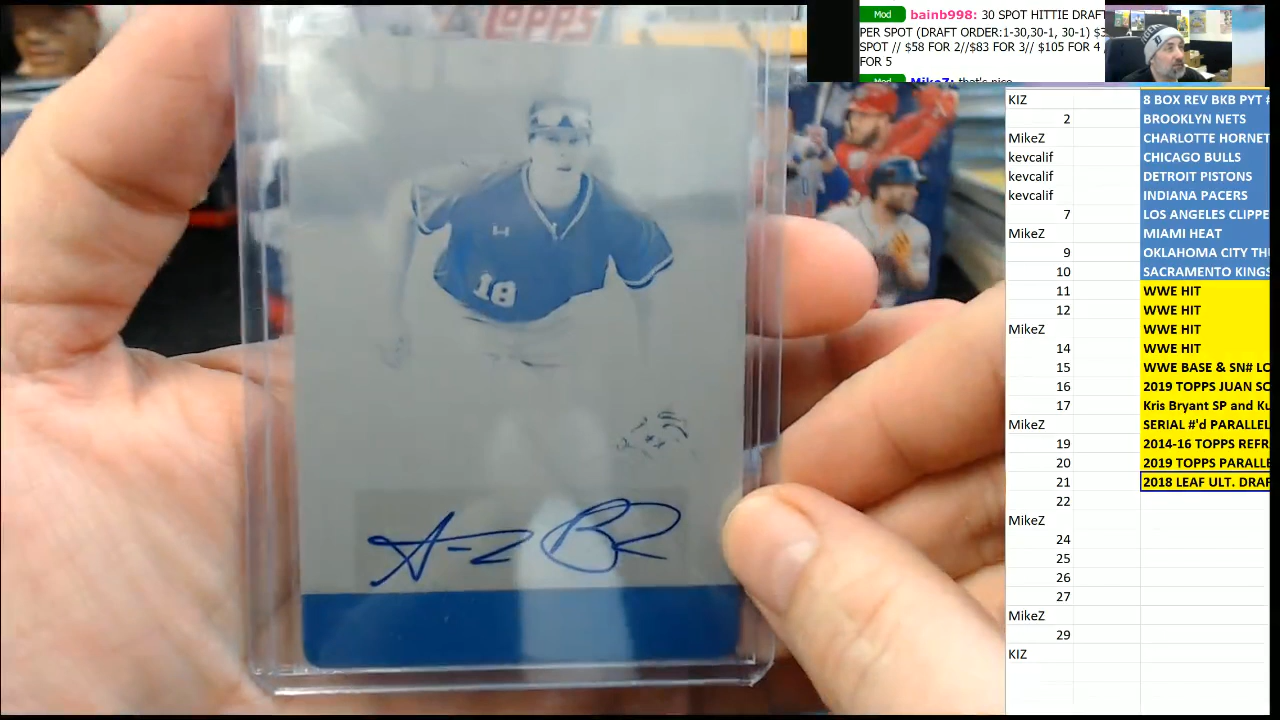 topps
Mod bainb998: 30 SPOT HITTIE DRAFT
PER SPOT (DRAFT ORDER:1-30,30-1, 30-1) $3
SPOT // $58 FOR 2//$83 FOR 3// $105 FOR 4
FOR 5
Mod MikeZ: that's nice
18
KIZ 8 BOX REV BKB PYT #
2 BROOKLYN NETS
MikeZ CHARLOTTE HORNET
kevcalif CHICAGO BULLS
kevcalif DETROIT PISTONS
kevcalif INDIANA PACERS
7 LOS ANGELES CLIPPE
MikeZ MIAMI HEAT
9 OKLAHOMA CITY THU
10 SACRAMENTO KINGS
11 WWE HIT
12 WWE HIT
MikeZ WWE HIT
14 WWE HIT
15 WWE BASE & SN# LO
16 2019 TOPPS JUAN SO
17 Kris Bryant SP and Ku
MikeZ SERIAL #'d PARALLEL
19 2014-16 TOPPS REFR
20 2019 TOPPS PARALLE
21 2018 LEAF ULT. DRAF
22
MikeZ
24
25
26
27
MikeZ
29
KIZ